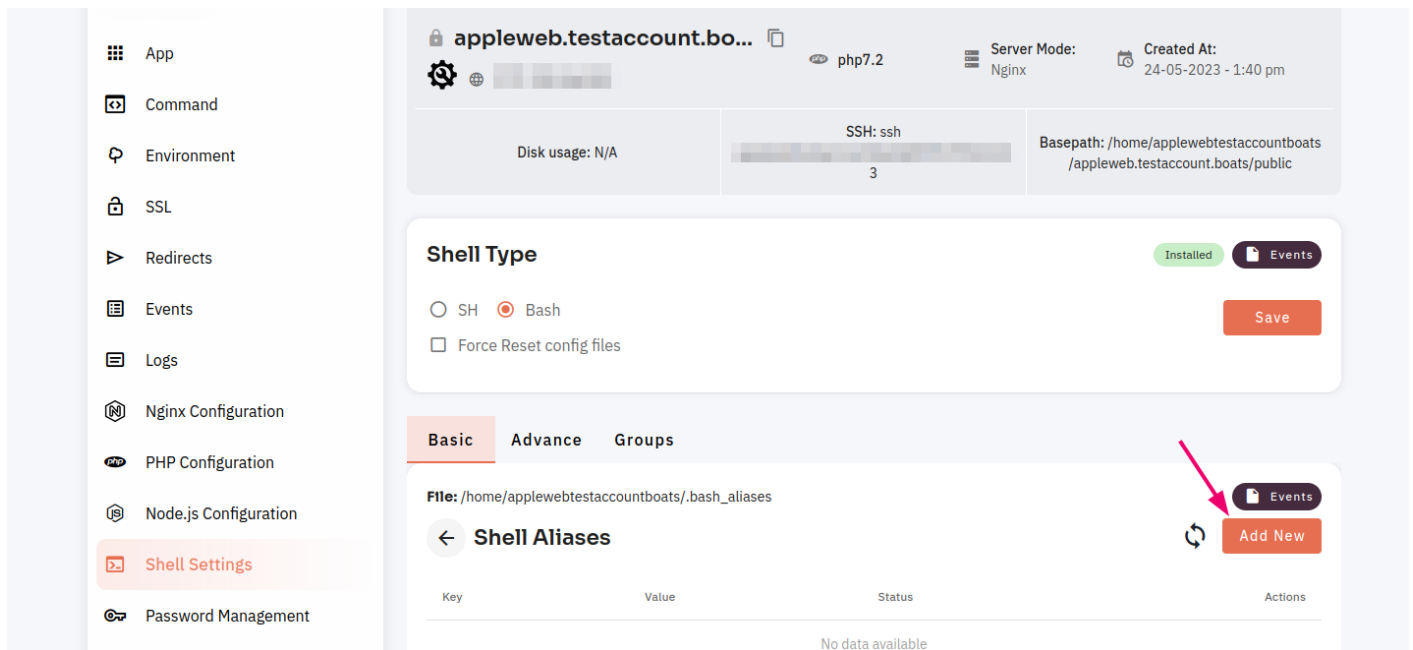 App
Command
Environment
SSL
Redirects
Events
Logs
Nginx Configuration
PHP Configuration
Node.js Configuration
Shell Settings
Password Management
appleweb.testaccount.bo...
php php7.2
Server Mode:
Nginx
Created At:
24-05-2023 - 1:40 pm
Disk usage: N/A
SSH: ssh
3
Basepath: /home/applewebtestaccountboats
/appleweb.testaccount.boats/public
Shell Type
Installed
Events
SH Bash
Save
Force Reset config files
Basic Advance Groups
File: /home/applewebtestaccountboats/.bash_aliases
Events
Shell Aliases
Add New
Key Value Status Actions
No data available